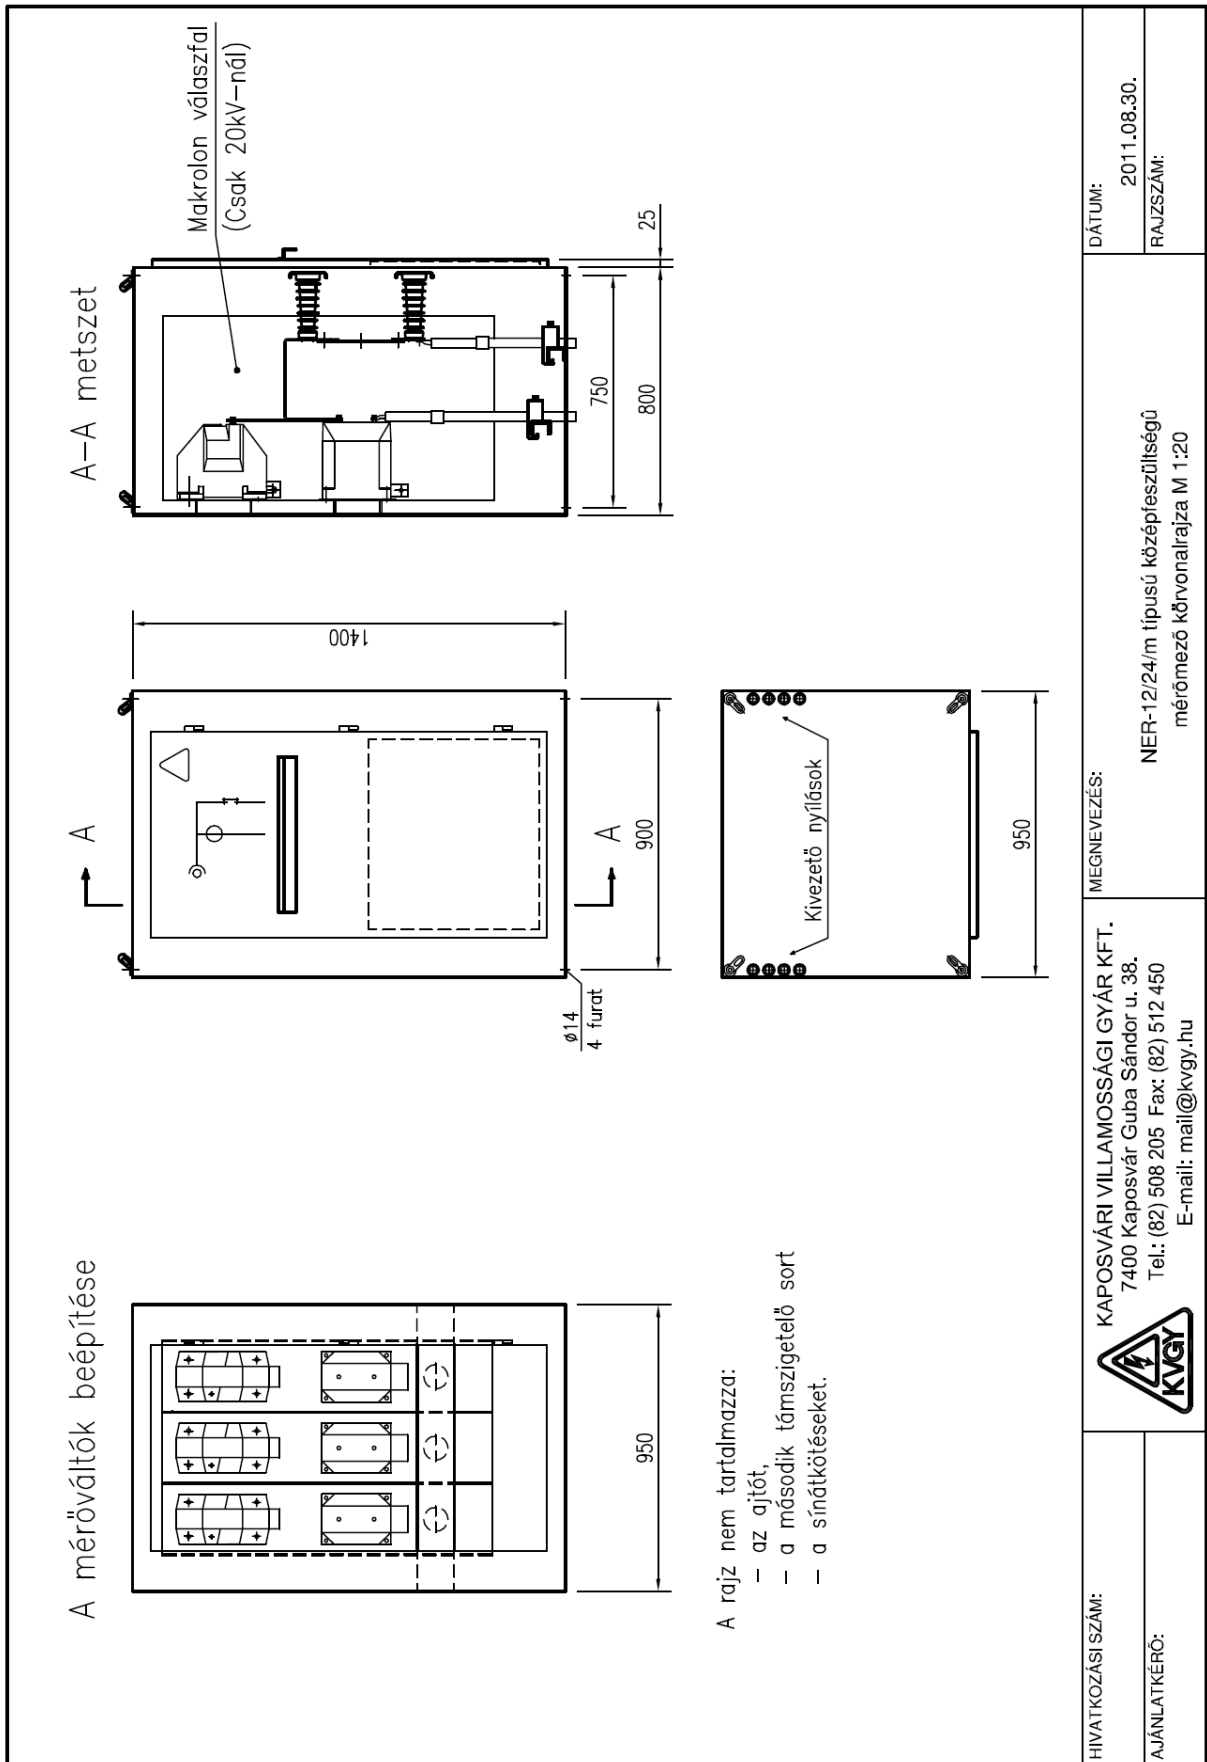 A mérőváltók beépítése
950
A rajz nem tartalmazza:
– az ajtót,
– a második támszigetelő sort
– a sínátkötéseket.
A
A
1400
900
⌀14
4 furat
Kivezető nyílások
950
A–A metszet
Makrolon válaszfal
(Csak 20kV–nál)
750
800
25
HIVATKOZÁSI SZÁM:
AJÁNLATKÉRŐ:
KVGY
KAPOSVÁRI VILLAMOSSÁGI GYÁR KFT.
7400 Kaposvár Guba Sándor u. 38.
Tel.: (82) 508 205 Fax: (82) 512 450
E-mail: mail@kvgy.hu
MEGNEVEZÉS:
NER-12/24/m típusú középfeszültségű
mérőmező körvonalrajza M 1:20
DÁTUM:
2011.08.30.
RAJZSZÁM: